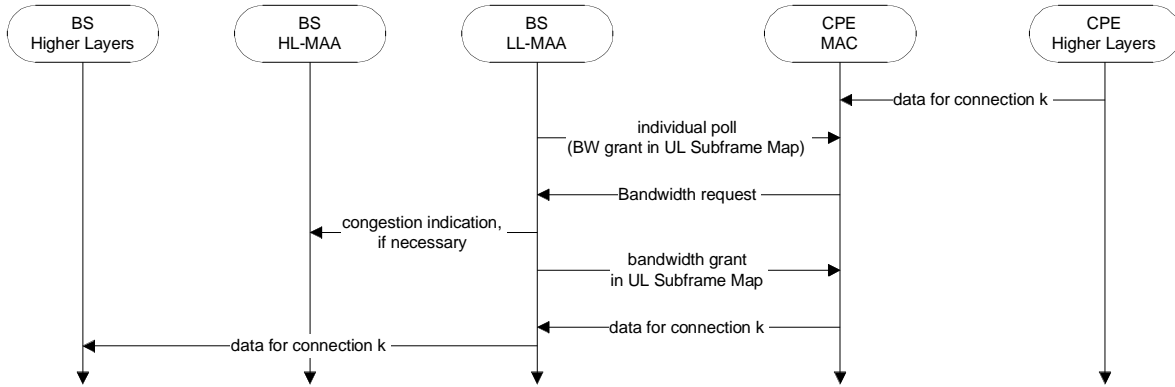 BS
Higher Layers
BS
HL-MAA
BS
LL-MAA
CPE
MAC
CPE
Higher Layers
data for connection k
individual poll
(BW grant in UL Subframe Map)
Bandwidth request
congestion indication,
if necessary
bandwidth grant
in UL Subframe Map
data for connection k
data for connection k